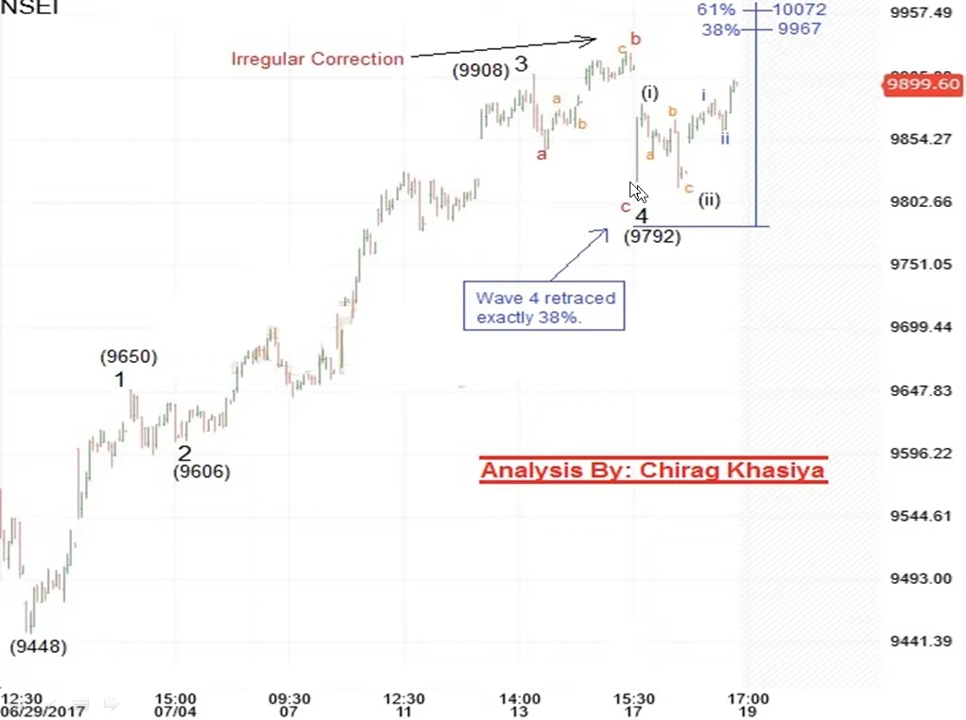 NSEI
61% 10072
38% 9967
9957.49
9899.60
9854.27
9802.66
9751.05
9699.44
9647.83
9596.22
9544.61
9493.00
9441.39
Irregular Correction
(9908) 3
a
a
b
c
b
(i)
a
b
c
(ii)
i
ii
c
4
(9792)
Wave 4 retraced
exactly 38%.
(9650)
1
2
(9606)
Analysis By: Chirag Khasiya
(9448)
12:30 15:00 09:30 12:30 14:00 15:30 17:00
06/29/2017 07/04 07 11 13 17 19